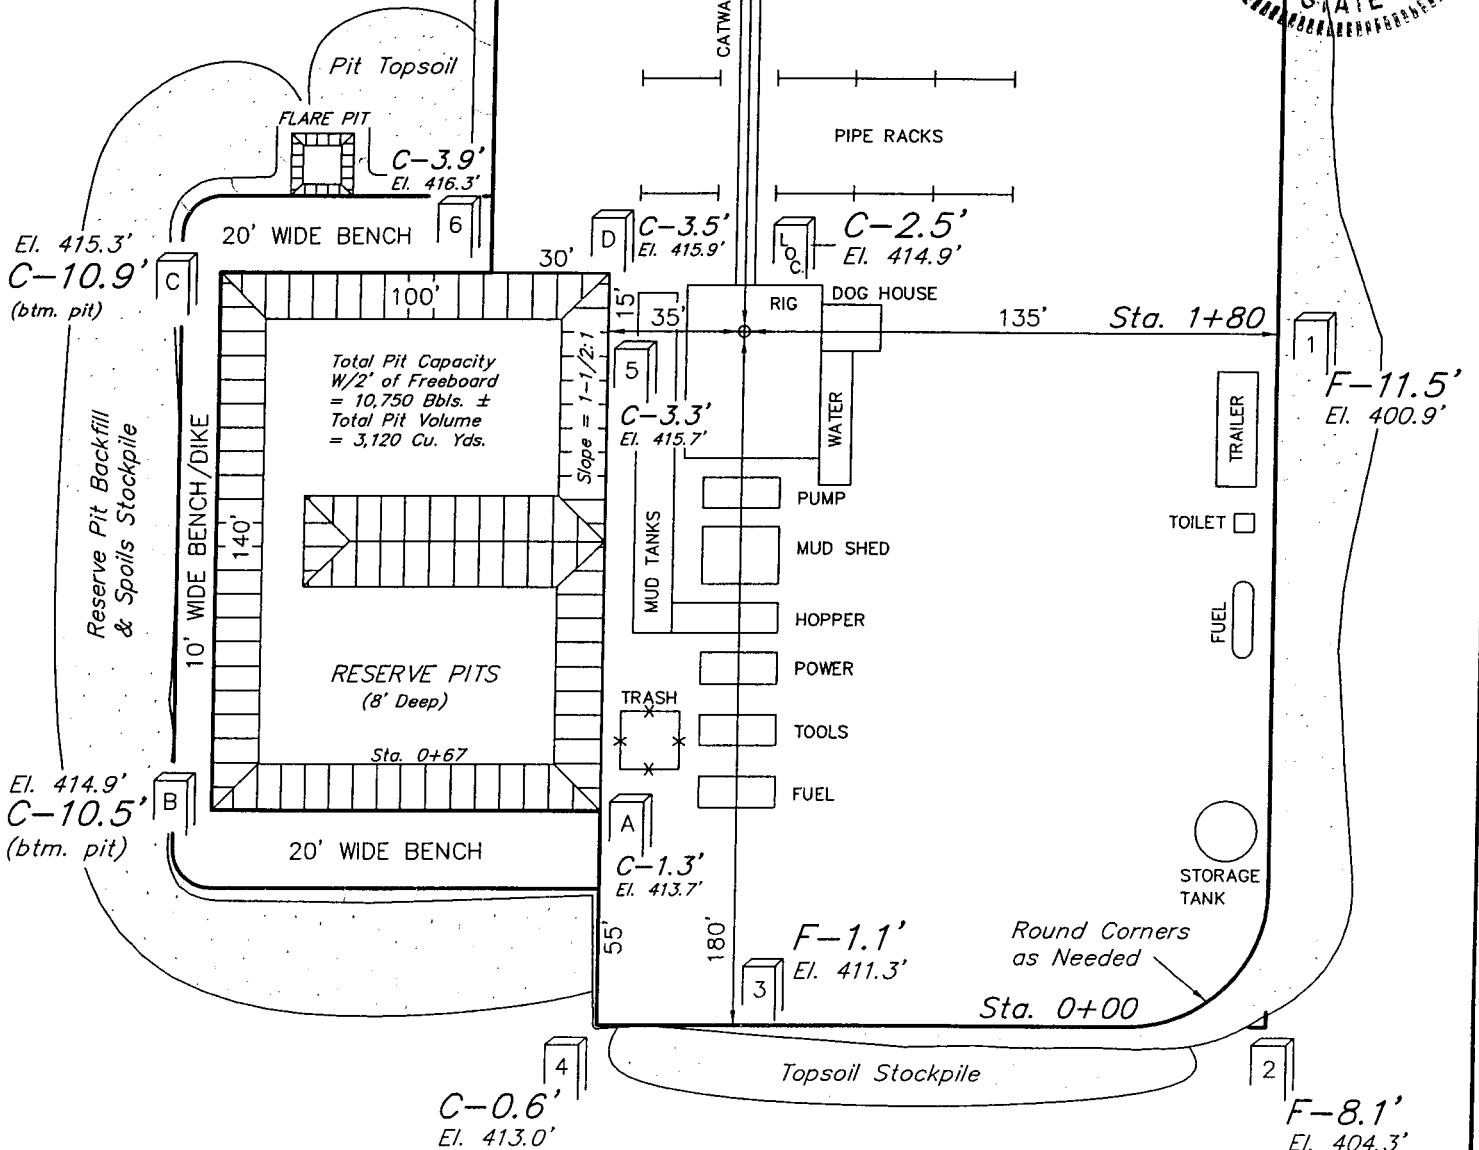 STATE
CATWA
Pit Topsoil
FLARE PIT
C-3.9'
El. 416.3'
6
PIPE RACKS
20' WIDE BENCH
El. 415.3'
C-10.9'
(btm. pit)
C
D
C-3.5'
El. 415.9'
LOC.
C-2.5'
El. 414.9'
30'
100'
15'
35'
RIG
DOG HOUSE
135'
Sta. 1+80
1
F-11.5'
El. 400.9'
Total Pit Capacity
W/2' of Freeboard
= 10,750 Bbls. ±
Total Pit Volume
= 3,120 Cu. Yds.
Slope = 1-1/2:1
5
C-3.3'
El. 415.7'
WATER
TRAILER
Reserve Pit Backfill
& Spoils Stockpile
10' WIDE BENCH/DIKE
140'
MUD TANKS
PUMP
TOILET
MUD SHED
HOPPER
FUEL
POWER
RESERVE PITS
(8' Deep)
TRASH
TOOLS
Sta. 0+67
El. 414.9'
C-10.5'
(btm. pit)
B
FUEL
A
C-1.3'
El. 413.7'
20' WIDE BENCH
STORAGE
TANK
55'
180'
F-1.1'
El. 411.3'
3
Round Corners
as Needed
Sta. 0+00
4
C-0.6'
El. 413.0'
Topsoil Stockpile
2
F-8.1'
El. 404.3'